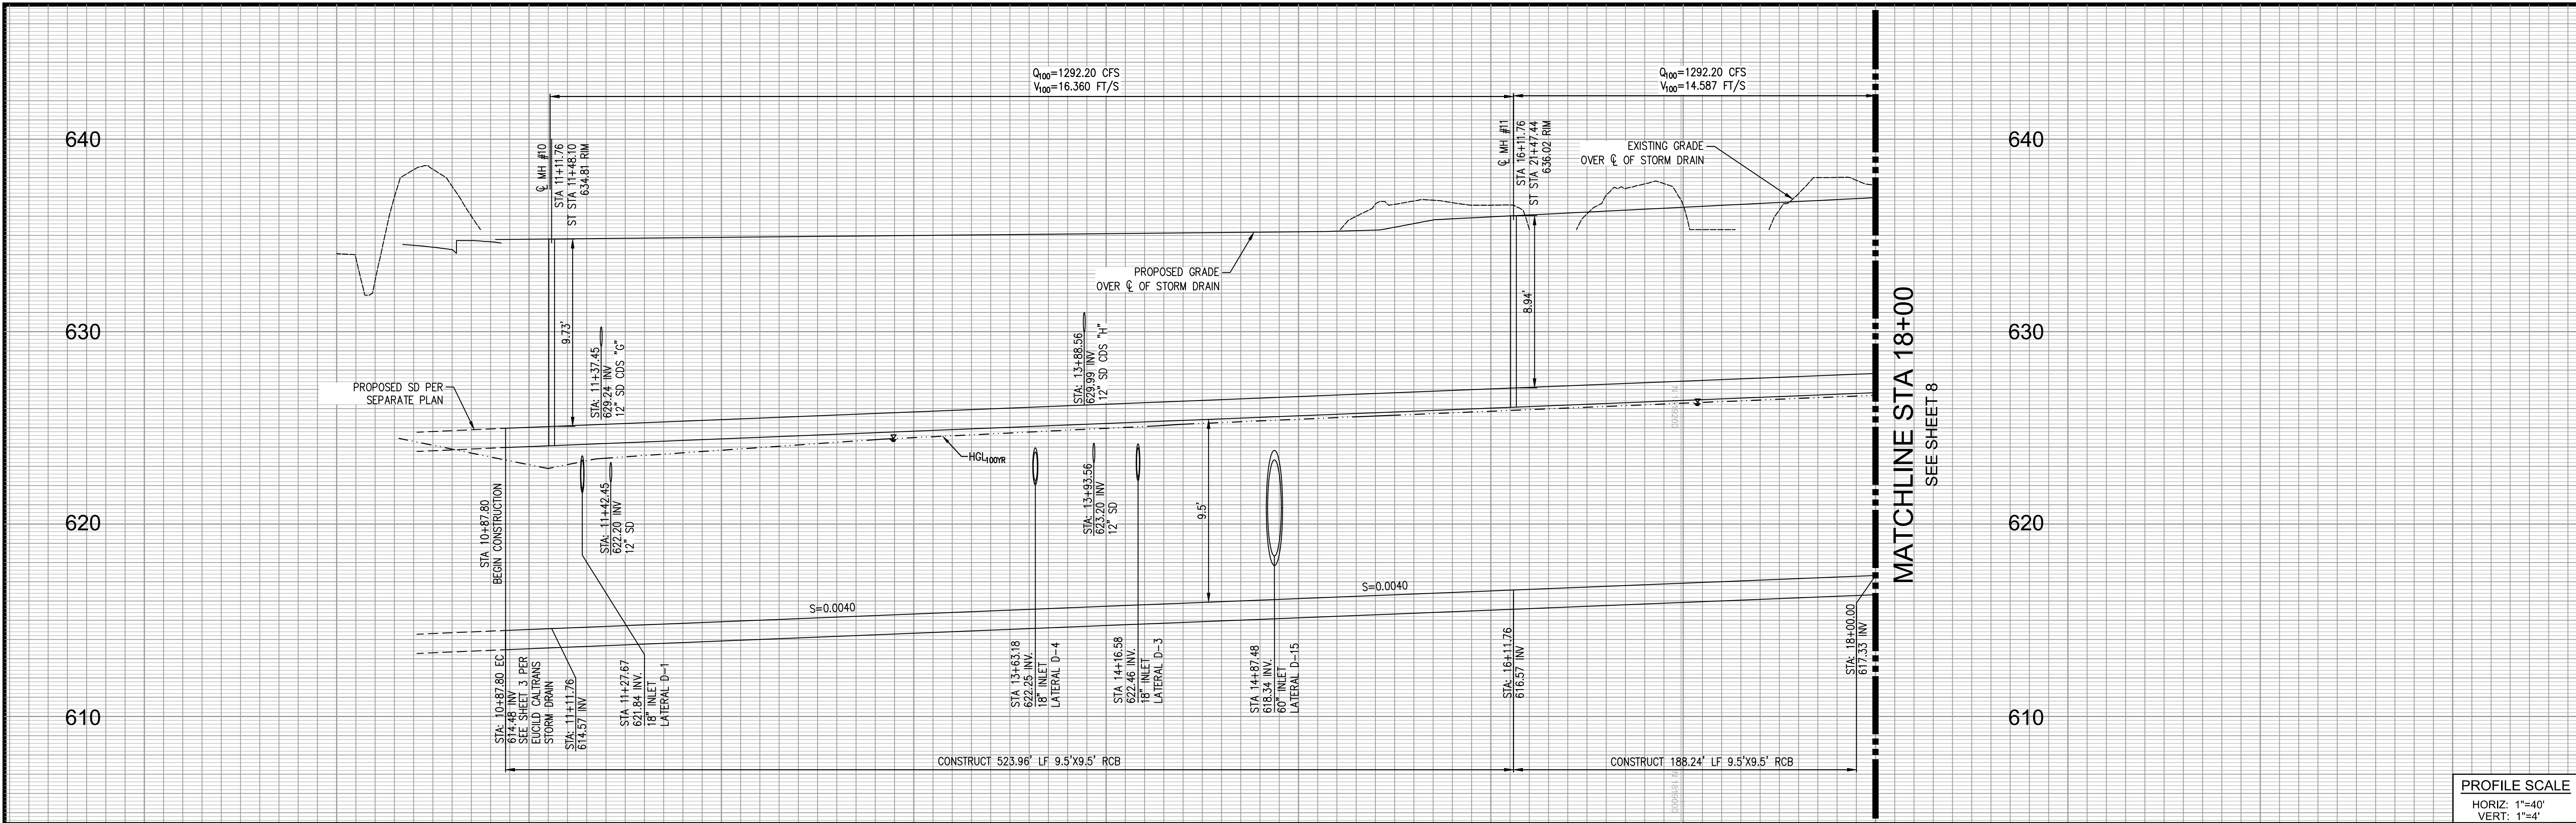 Q100=1292.20 CFS
V100=16.360 FT/S
Q100=1292.20 CFS
V100=14.587 FT/S
640
630
620
610
640
630
620
610
℄ MH #10
STA 11+11.76
ST STA 11+48.10
634.81 RIM
℄ MH #11
STA 16+11.76
ST STA 21+47.44
636.02 RIM
EXISTING GRADE
OVER ℄ OF STORM DRAIN
PROPOSED GRADE
OVER ℄ OF STORM DRAIN
9.73'
8.94'
STA: 11+37.45
629.24 INV
12" SD CDS "G"
STA: 13+88.56
629.99 INV
12" SD CDS "H"
PROPOSED SD PER
SEPARATE PLAN
HGL100YR
STA 10+87.80
BEGIN CONSTRUCTION
STA: 11+42.45
622.20 INV
12" SD
STA: 13+93.56
623.20 INV
12" SD
9.5'
S=0.0040
S=0.0040
STA: 10+87.80 EC
614.48 INV
SEE SHEET 3 PER
EUCILD CALTRANS
STORM DRAIN
STA: 11+11.76
614.57 INV
STA 11+27.67
621.84 INV.
18" INLET
LATERAL D-1
STA 13+63.18
622.25 INV.
18" INLET
LATERAL D-4
STA 14+16.58
622.46 INV.
18" INLET
LATERAL D-3
STA 14+87.48
618.34 INV.
60" INLET
LATERAL D-15
STA: 16+11.76
616.57 INV
STA: 18+00.00
617.33 INV
CONSTRUCT 523.96' LF 9.5'X9.5' RCB
CONSTRUCT 188.24' LF 9.5'X9.5' RCB
MATCHLINE STA 18+00
SEE SHEET 8
PROFILE SCALE
HORIZ: 1"=40'
VERT: 1"=4'